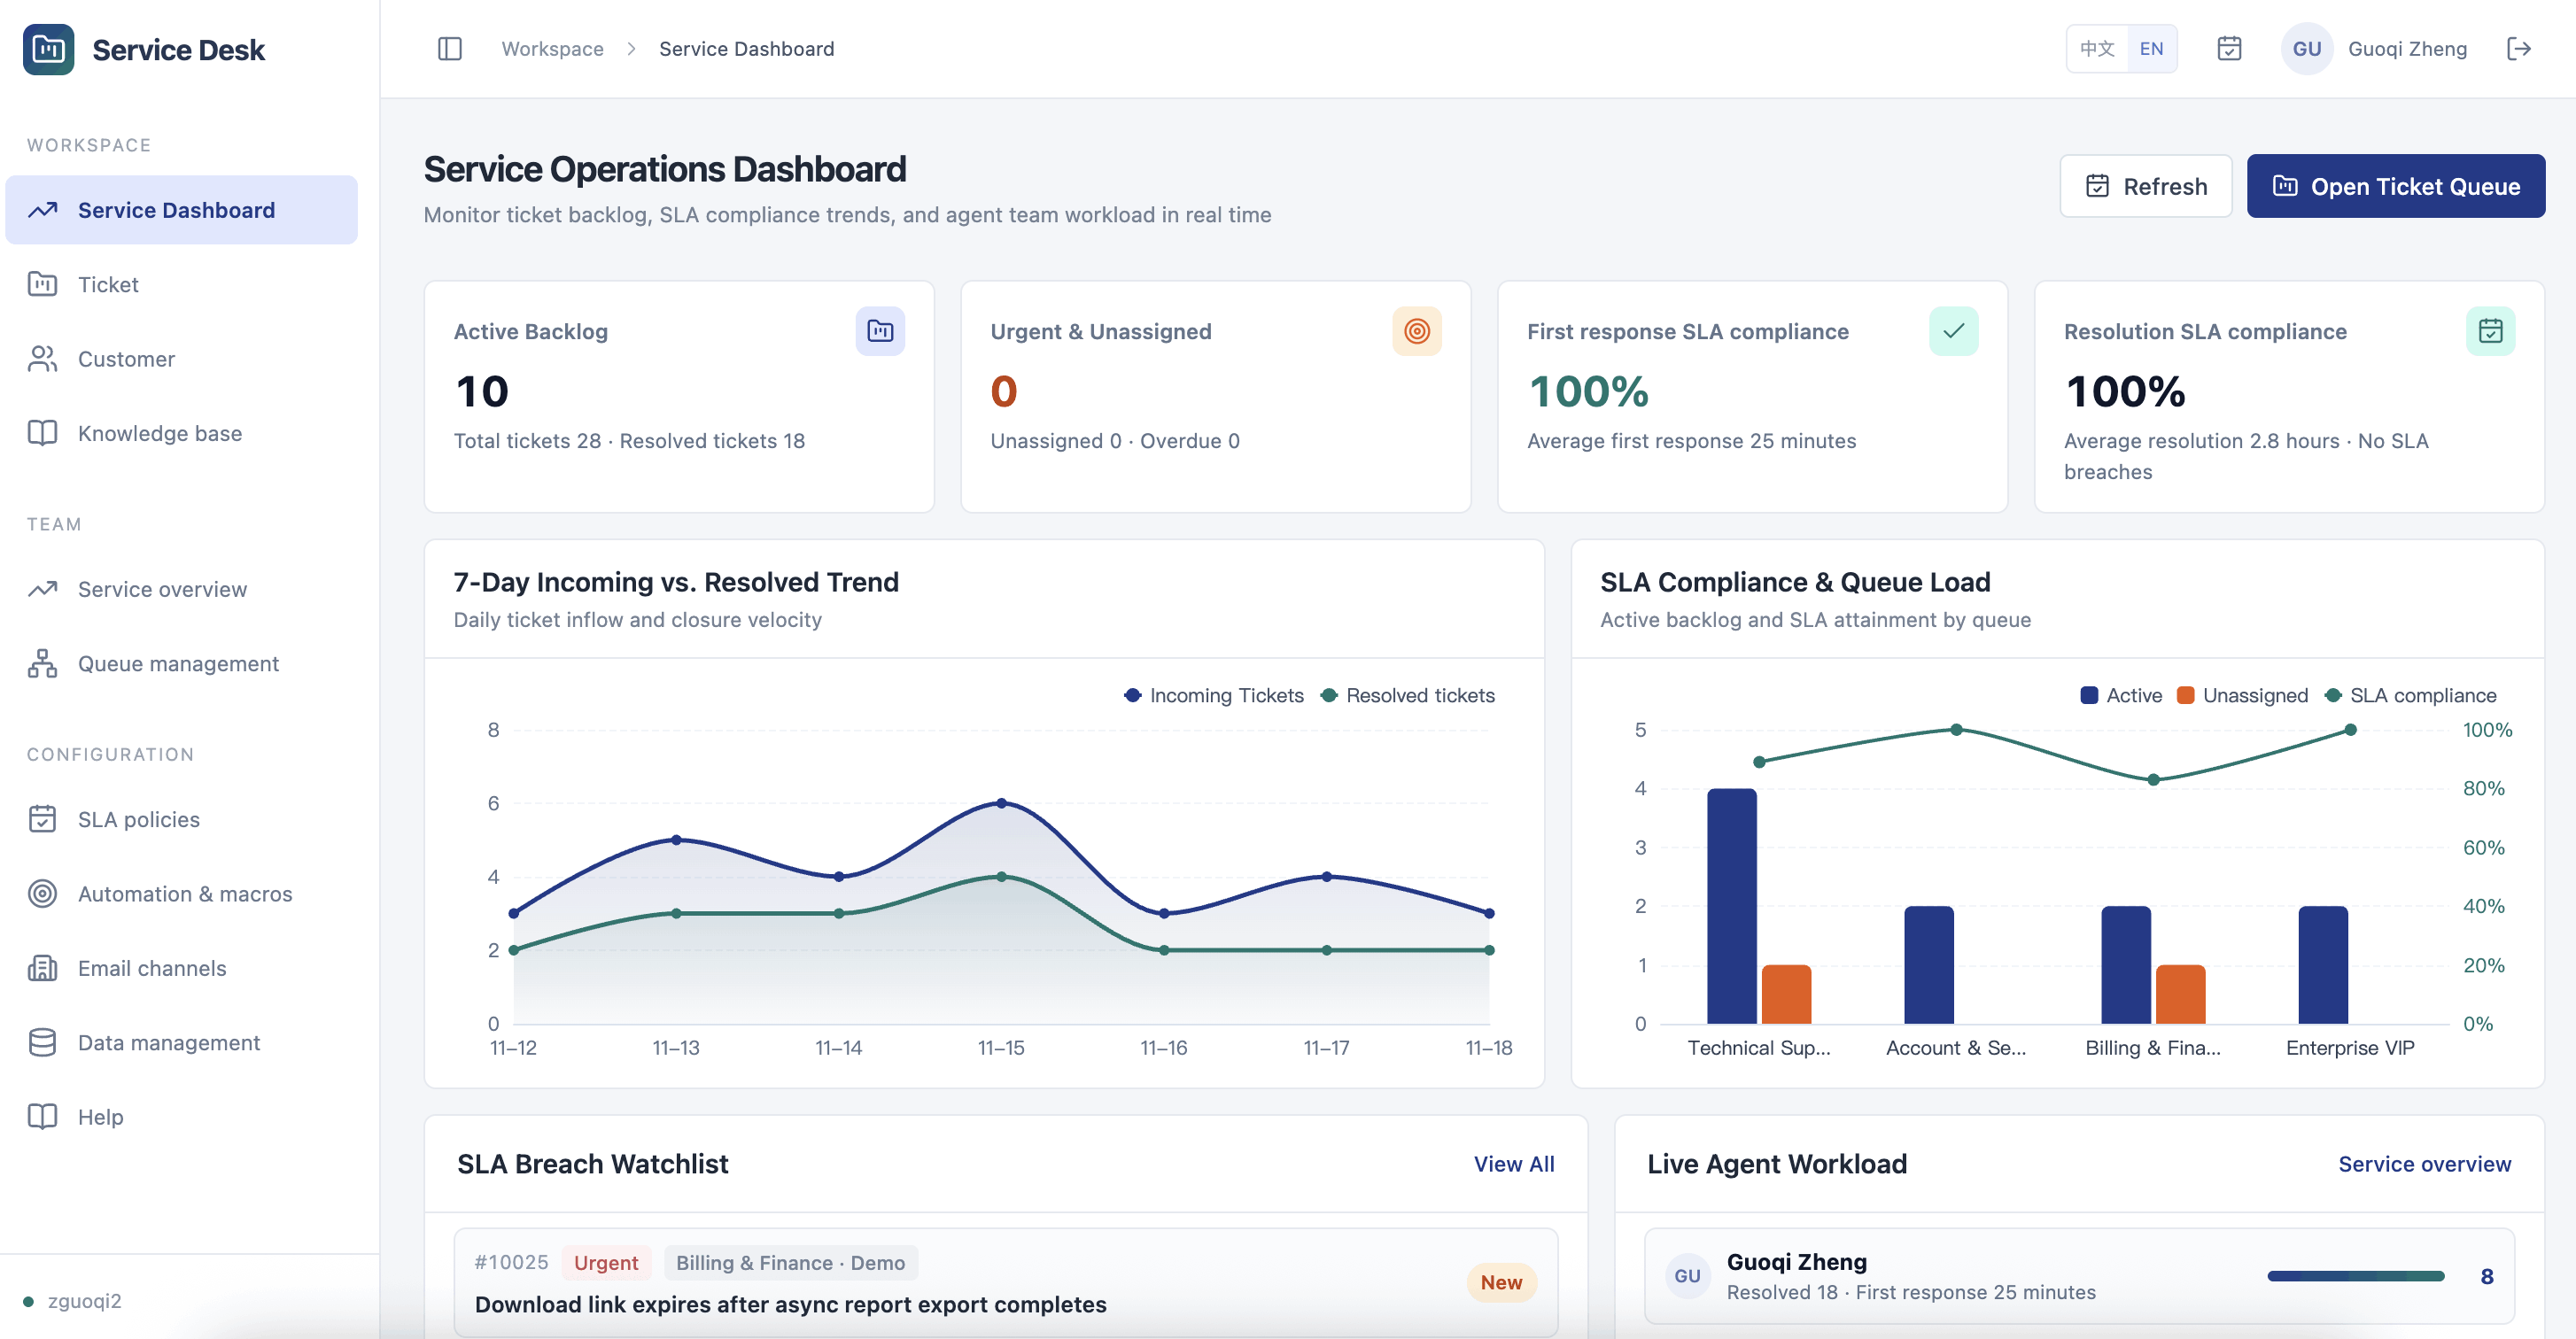 Service Desk
WORKSPACE
Service Dashboard
Ticket
Customer
Knowledge base
TEAM
Service overview
Queue management
CONFIGURATION
SLA policies
Automation & macros
Email channels
Data management
Help
zguoqi2
Workspace > Service Dashboard
中文 EN
GU Guoqi Zheng
Service Operations Dashboard
Monitor ticket backlog, SLA compliance trends, and agent team workload in real time
Refresh
Open Ticket Queue
Active Backlog
10
Total tickets 28 · Resolved tickets 18
Urgent & Unassigned
0
Unassigned 0 · Overdue 0
First response SLA compliance
100%
Average first response 25 minutes
Resolution SLA compliance
100%
Average resolution 2.8 hours · No SLA
breaches
7-Day Incoming vs. Resolved Trend
Daily ticket inflow and closure velocity
Incoming Tickets Resolved tickets
8
6
4
2
0
11-12 11-13 11-14 11-15 11-16 11-17 11-18
SLA Compliance & Queue Load
Active backlog and SLA attainment by queue
Active Unassigned SLA compliance
5 100%
4 80%
3 60%
2 40%
1 20%
0 0%
Technical Sup... Account & Se... Billing & Fina... Enterprise VIP
SLA Breach Watchlist
View All
#10025 Urgent Billing & Finance · Demo
New
Download link expires after async report export completes
Live Agent Workload
Service overview
GU
Guoqi Zheng
Resolved 18 · First response 25 minutes
8